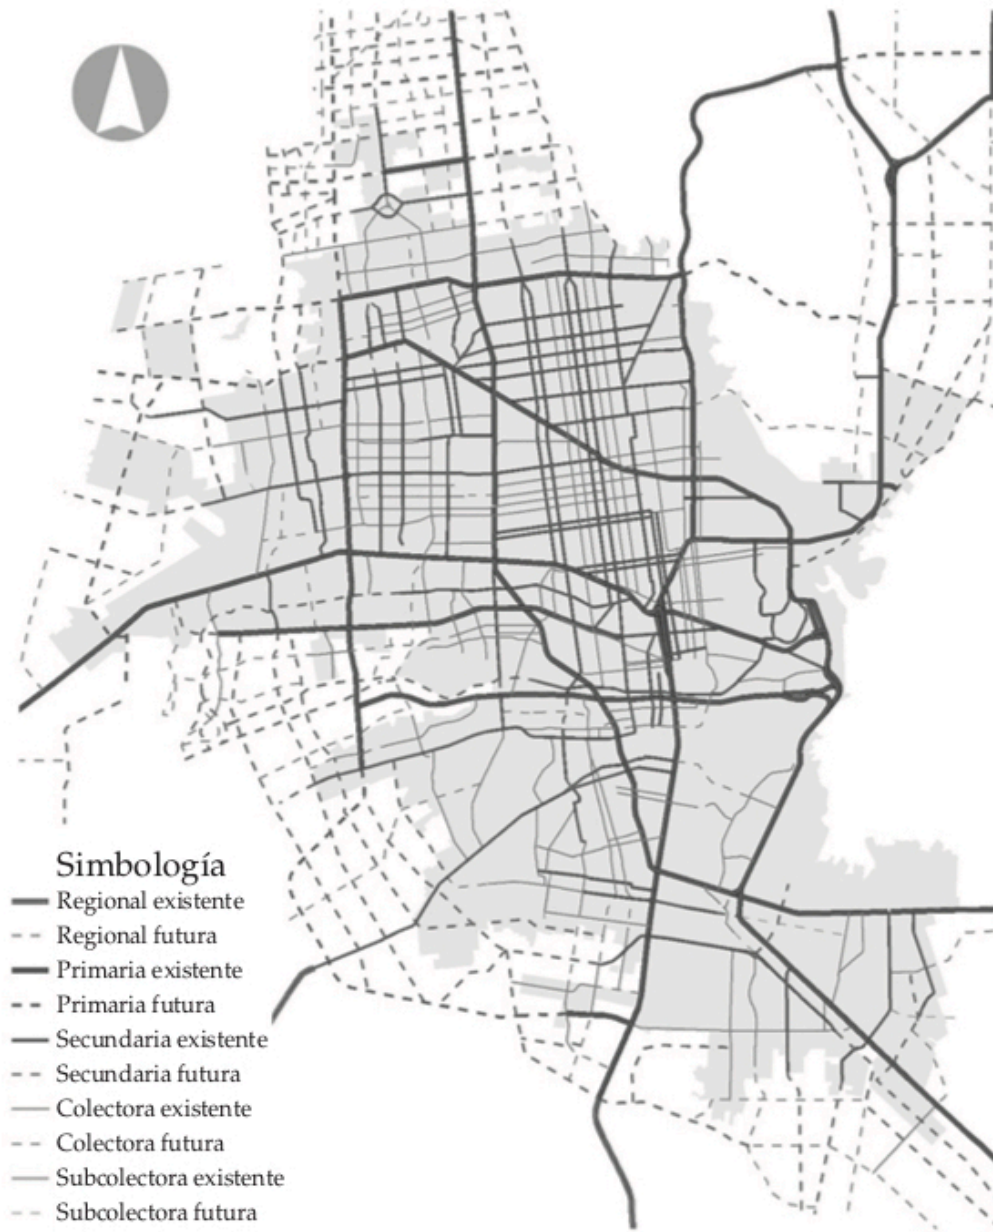 Simbología
Regional existente
Regional futura
Primaria existente
Primaria futura
Secundaria existente
Secundaria futura
Colectora existente
Colectora futura
Subcolectora existente
Subcolectora futura